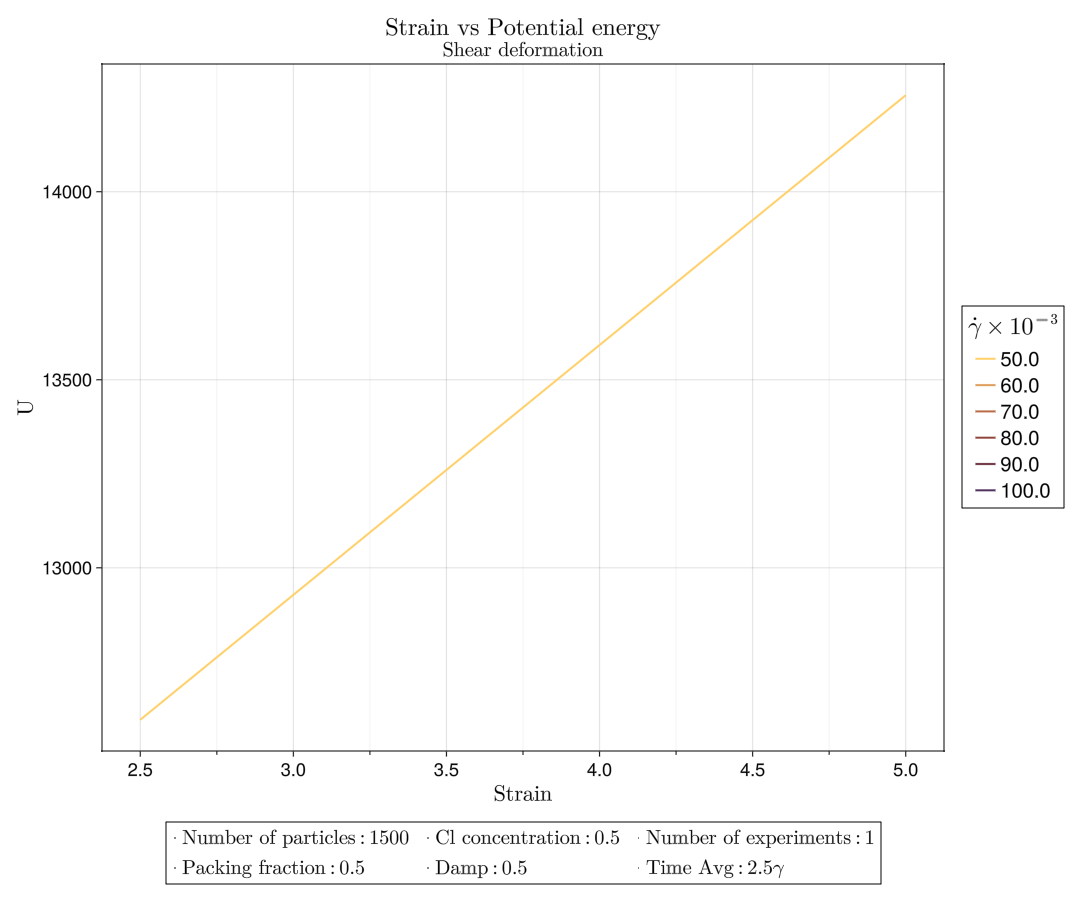 Strain vs Potential energy
Shear deformation
14000
13500
13000
U
2.5 3.0 3.5 4.0 4.5 5.0
Strain
γ̇ × 10⁻³
50.0
60.0
70.0
80.0
90.0
100.0
· Number of particles : 1500 · Cl concentration : 0.5 · Number of experiments : 1
· Packing fraction : 0.5 · Damp : 0.5 · Time Avg : 2.5γ